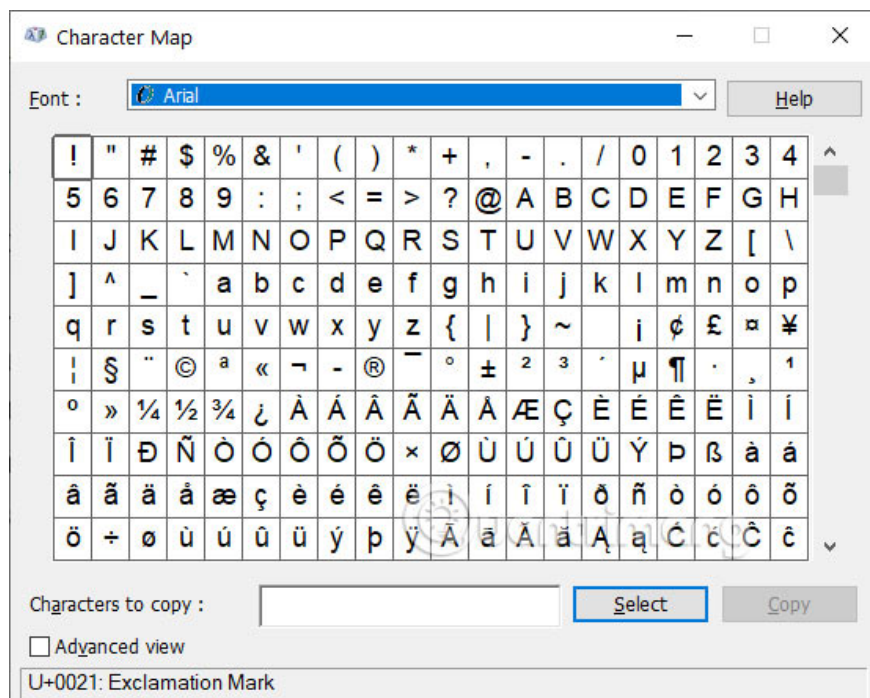 Character Map
Font : Arial Help
! " # $ % & ' ( ) * + , - . / 0 1 2 3 4
5 6 7 8 9 : ; < = > ? @ A B C D E F G H
I J K L M N O P Q R S T U V W X Y Z [ \
] ^ _ ` a b c d e f g h i j k l m n o p
q r s t u v w x y z { | } ~ ¡ ¢ £ ¤ ¥
¦ § ¨ © ª « ¬ - ® ¯ ° ± ² ³ ´ µ ¶ · ¸ ¹
º » ¼ ½ ¾ ¿ À Á Â Ã Ä Å Æ Ç È É Ê Ë Ì Í
Î Ï Ð Ñ Ò Ó Ô Õ Ö × Ø Ù Ú Û Ü Ý Þ ß à á
â ã ä å æ ç è é ê ë ì í î ï ð ñ ò ó ô õ
ö ÷ ø ù ú û ü ý þ ÿ Ā ā Ă ă Ą ą Ć ć Ĉ ĉ
Characters to copy : Select Copy
Advanced view
U+0021: Exclamation Mark